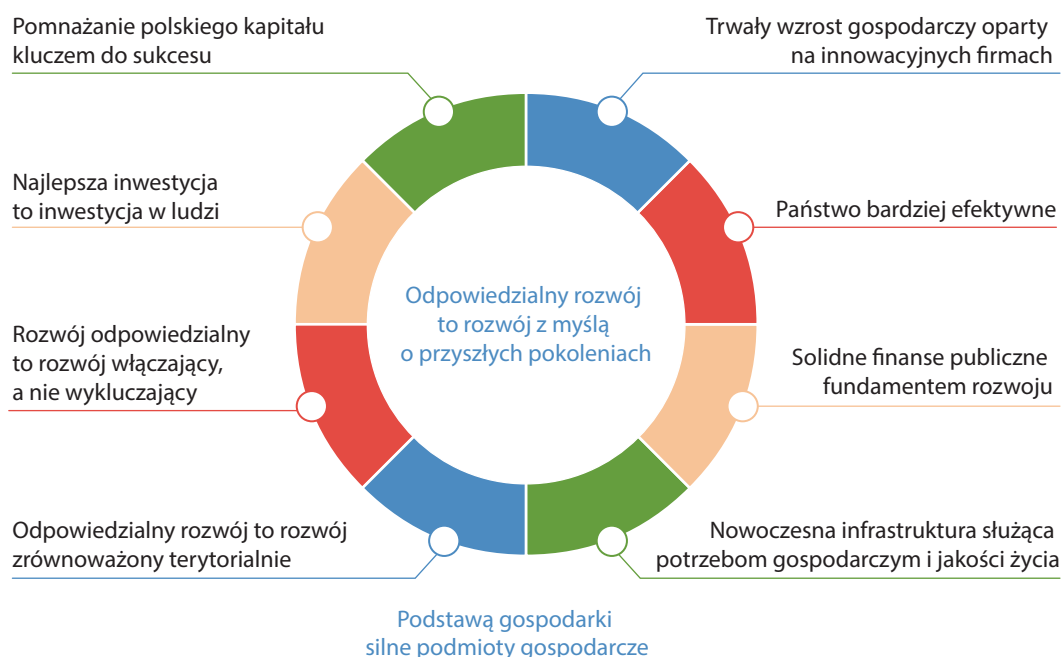 Pomnażanie polskiego kapitału
kluczem do sukcesu
Trwały wzrost gospodarczy oparty
na innowacyjnych firmach
Najlepsza inwestycja
to inwestycja w ludzi
Państwo bardziej efektywne
Odpowiedzialny rozwój
to rozwój z myślą
o przyszłych pokoleniach
Rozwój odpowiedzialny
to rozwój włączający,
a nie wykluczający
Solidne finanse publiczne
fundamentem rozwoju
Odpowiedzialny rozwój to rozwój
zrównoważony terytorialnie
Nowoczesna infrastruktura służąca
potrzebom gospodarczym i jakości życia
Podstawą gospodarki
silne podmioty gospodarcze